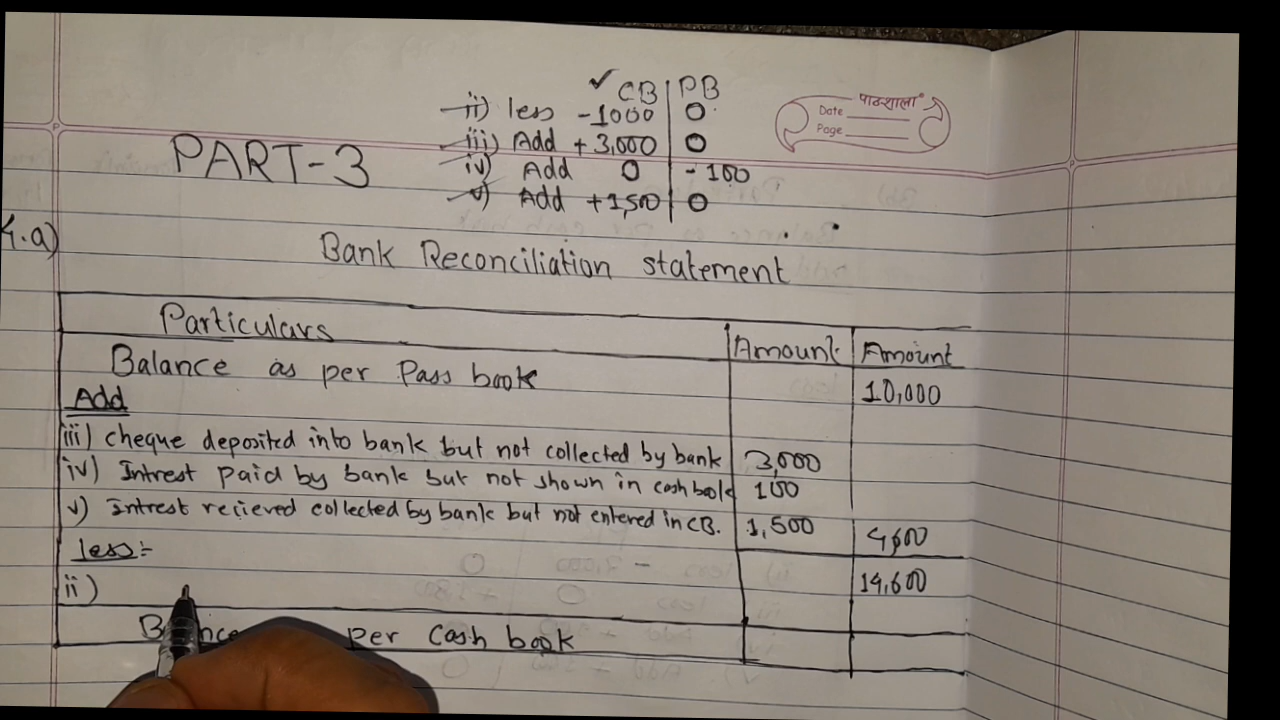 ✓ CB | PB
ii) less -1000 | 0
iii) Add + 3,000 | 0
iv) Add 0 | - 100
v) Add +1,500 | 0
पाठशाला
Date
Page
PART-3
4.a)
Bank Reconciliation statement
Particulars Amount Amount
Balance as per Pass book 10,000
Add
iii) cheque deposited into bank but not collected by bank 3,000
iv) Intrest paid by bank but not shown in cash book 100
v) Intrest recieved collected by bank but not entered in CB. 1,500 4,600
less:-
14,600
ii)
per Cash book